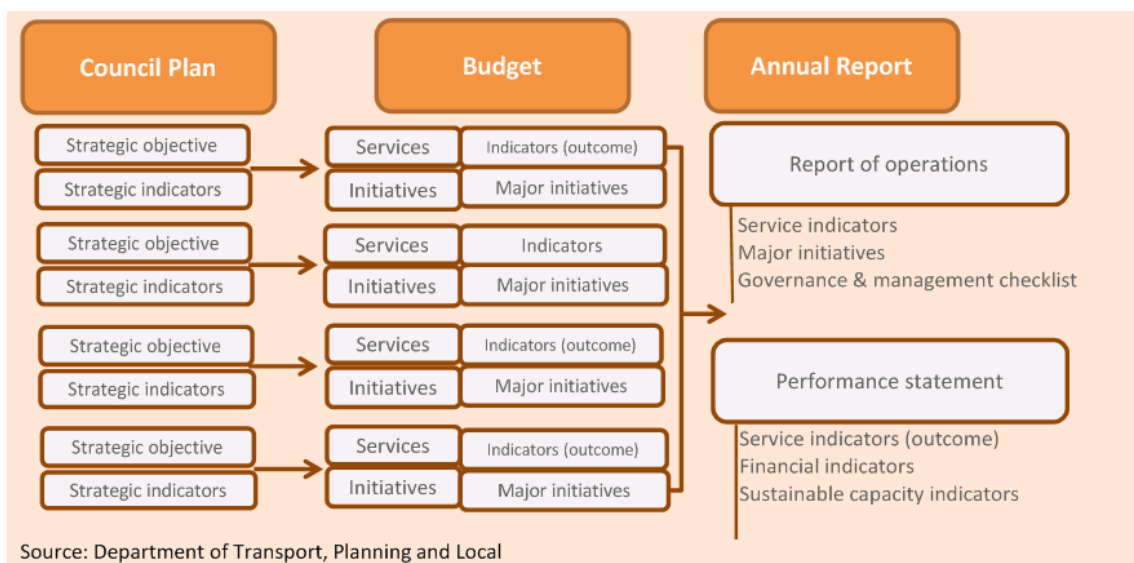 Council Plan
Budget
Annual Report
Strategic objective
Strategic indicators
Services
Indicators (outcome)
Initiatives
Major initiatives
Strategic objective
Strategic indicators
Services
Indicators
Initiatives
Major initiatives
Strategic objective
Strategic indicators
Services
Indicators (outcome)
Initiatives
Major initiatives
Strategic objective
Strategic indicators
Services
Indicators (outcome)
Initiatives
Major initiatives
Report of operations
Service indicators
Major initiatives
Governance & management checklist
Performance statement
Service indicators (outcome)
Financial indicators
Sustainable capacity indicators
Source: Department of Transport, Planning and Local